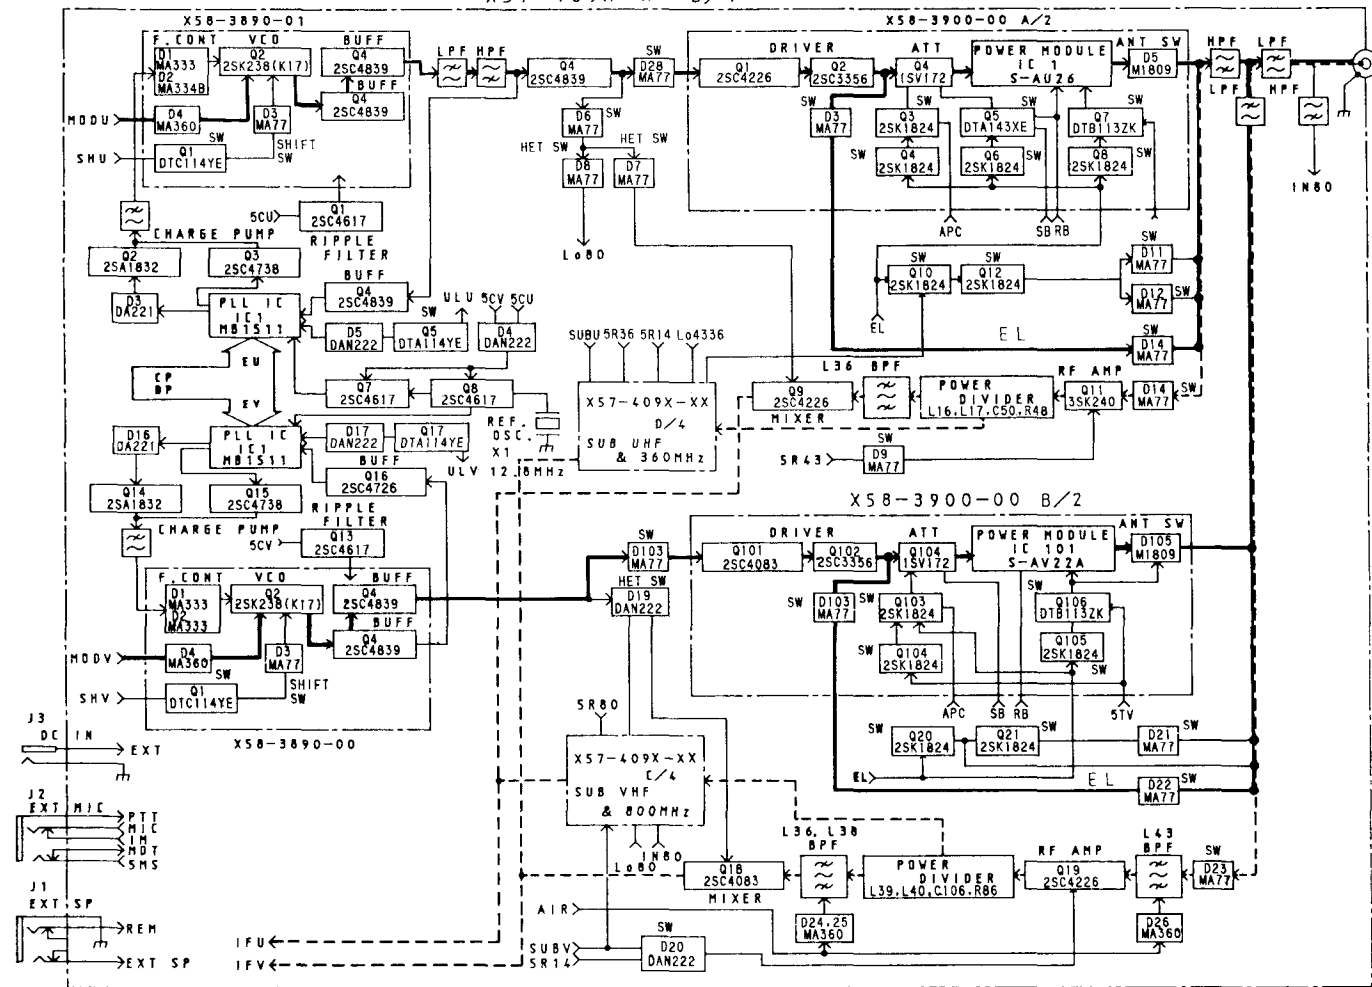 X58-3890-01
F.CONT
VCO
BUFF
D1
MA333
D2
MA334B
Q2
2SK238(K17)
Q4
2SC4839
BUFF
Q4
2SC4839
MODU
D4
MA360
D3
MA77
SW
SHU
Q1
DTC114YE
SHIFT
SW
LPF
HPF
Q4
2SC4839
SW
D28
MA77
D6
MA77
SW
HET SW
HET SW
D8
MA77
D7
MA77
Lo80
X58-3900-00 A/2
DRIVER
ATT
Q1
2SC4226
Q2
2SC3356
Q4
1SV172
POWER MODULE
IC 1
S-AU26
ANT SW
D5
M1809
HPF
LPF
LPF
HPF
IN80
SW
D3
MA77
Q3
2SK1824
SW
Q5
DTA143XE
SW
Q7
DTB113ZK
SW
Q4
2SK1824
Q6
2SK1824
SW
Q8
2SK1824
APC
SB
RB
5CU
Q1
2SC4617
RIPPLE
FILTER
CHARGE PUMP
Q2
2SA1832
Q3
2SC4738
BUFF
Q4
2SC4839
D3
DA221
PLL IC
IC1
MB1511
ULU
SW
D5
DAN222
Q5
DTA114YE
5CV
5CU
D4
DAN222
EU
CP
DP
EV
Q7
2SC4617
Q8
2SC4617
REF.
OSC.
X1
12.8MHz
SW
Q10
2SK1824
SW
Q12
2SK1824
EL
SW
D11
MA77
D12
MA77
EL
SW
D14
MA77
SUBU
5R36
5R14
Lo4336
X57-409X-XX
D/4
SUB UHF
& 360MHz
Q9
2SC4226
MIXER
L36 BPF
POWER
DIVIDER
L16,L17,C50,R48
RF AMP
Q11
3SK240
D14
MA77
SW
SR43
SW
D9
MA77
D16
DA221
PLL IC
IC1
MB1511
D17
DAN222
Q17
DTA114YE
ULV
BUFF
Q16
2SC4726
Q14
2SA1832
Q15
2SC4738
RIPPLE
FILTER
CHARGE PUMP
5CV
Q13
2SC4617
F.CONT
VCO
BUFF
D1
MA333
D2
MA333
Q2
2SK238(K17)
Q4
2SC4839
BUFF
Q4
2SC4839
MODV
D4
MA360
SW
D3
MA77
SHV
Q1
DTC114YE
SHIFT
SW
X58-3890-00
SW
D103
MA77
HET SW
D19
DAN222
X58-3900-00 B/2
DRIVER
ATT
Q101
2SC4083
Q102
2SC3356
Q104
1SV172
POWER MODULE
IC 101
S-AV22A
ANT SW
D105
M1809
SW
D103
MA77
SW
Q103
2SK1824
SW
Q106
DTB113ZK
SW
Q104
2SK1824
Q105
2SK1824
SW
APC
SB
RB
5TV
SW
Q20
2SK1824
Q21
2SK1824
SW
D21
MA77
SW
EL
EL
D22
MA77
SW
SR80
X57-409X-XX
C/4
SUB VHF
& 800MHz
Lo80
IN80
Q18
2SC4083
MIXER
L36, L38
BPF
POWER
DIVIDER
L39,L40,C106,R86
RF AMP
Q19
2SC4226
L43
BPF
SW
D23
MA77
AIR
D24,25
MA360
D26
MA360
SUBV
SR14
SW
D20
DAN222
IFU
IFV
J3
DC IN
EXT
J2
EXT MIC
PTT
MIC
IM
MDT
SMS
J1
EXT SP
REM
EXT SP